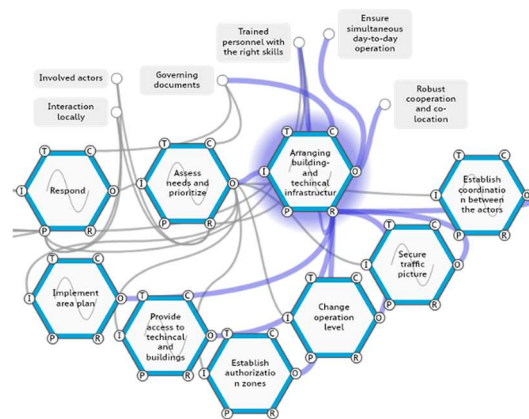 Ensure
simultaneous
day-to-day
operation
Trained
personnel with
the right skills
Involved actors
Governing
documents
Interaction
locally
Robust
cooperation
and co-
location
T C
I O
P R
Respond
T C
I O
P R
Assess
needs and
prioritize
T C
I O
P R
Arranging
building-
and
techincal
infrastructur
T C
I O
P R
Establish
coordinatio
n between
the actors
T C
I O
P R
Secure
traffic
picture
T C
I O
P R
Implement
area plan
T C
I O
P R
Provide
access to
techincal and
buildings
T C
I O
P R
Change
operation
level
T C
I O
P R
Establish
authorizatio
n zones
T C
I O
P R